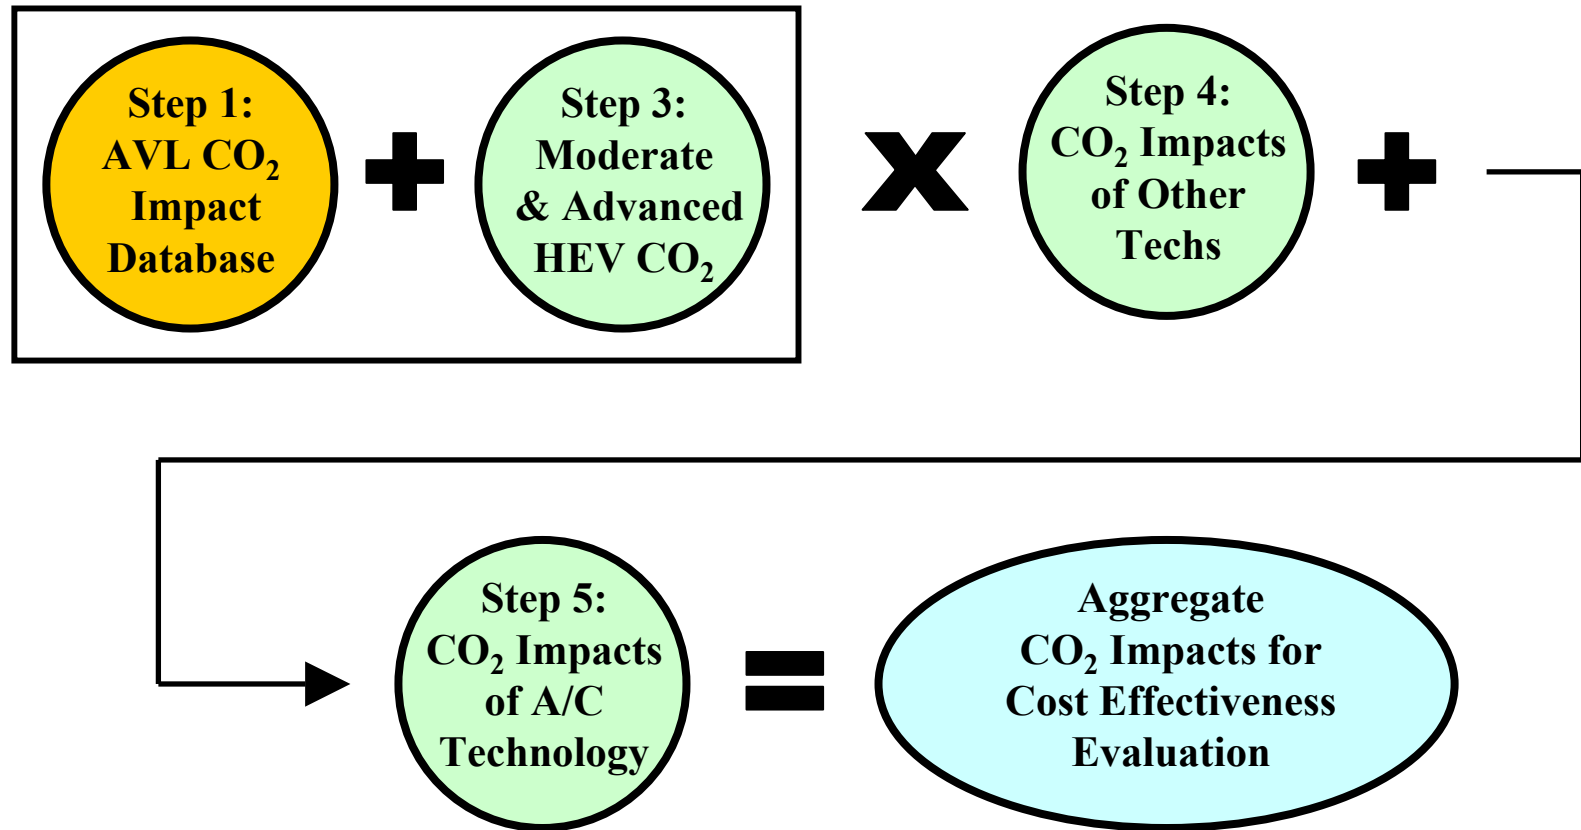 Step 1:
AVL CO₂
Impact
Database
+
Step 3:
Moderate
& Advanced
HEV CO₂
x
Step 4:
CO₂ Impacts
of Other
Techs
+
Step 5:
CO₂ Impacts
of A/C
Technology
=
Aggregate
CO₂ Impacts for
Cost Effectiveness
Evaluation